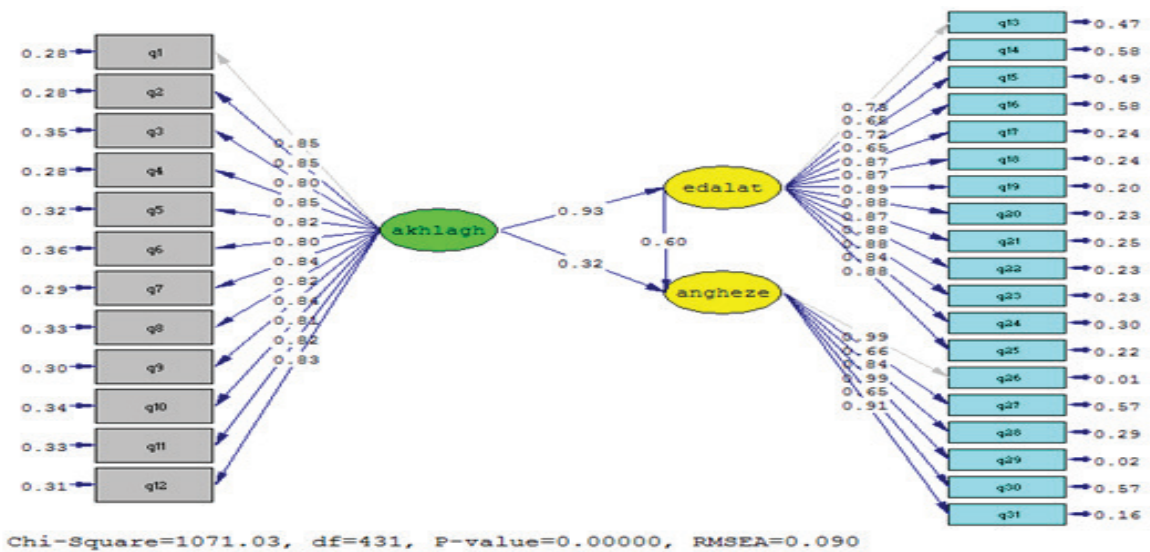 0.28 q1
0.28 q2
0.35 q3
0.28 q4
0.32 q5
0.36 q6
0.29 q7
0.33 q8
0.30 q9
0.34 q10
0.33 q11
0.31 q12
0.85
0.85
0.80
0.85
0.82
0.80
0.84
0.82
0.84
0.81
0.82
0.83
akhlagh
0.93
0.32
edalat
0.60
angheze
0.73
0.72
0.65
0.87
0.87
0.89
0.88
0.87
0.88
0.84
0.88
0.99
0.66
0.84
0.99
0.65
0.91
q13 0.47
q14 0.58
q15 0.49
q16 0.58
q17 0.24
q18 0.24
q19 0.20
q20 0.23
q21 0.25
q22 0.23
q23 0.23
q24 0.30
q25 0.22
q26 0.01
q27 0.57
q28 0.29
q29 0.02
q30 0.57
q31 0.16
Chi-Square=1071.03, df=431, P-value=0.00000, RMSEA=0.090